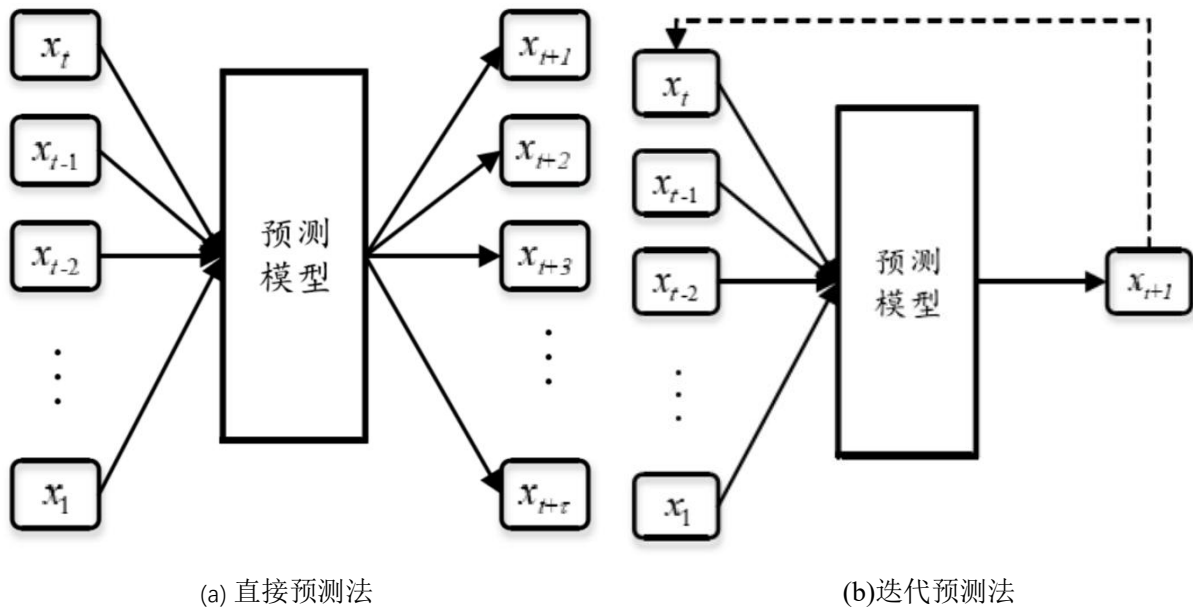 x_t
x_{t-1}
x_{t-2}
⋮
x_1
预测
模型
x_{t+1}
x_{t+2}
x_{t+3}
⋮
x_{t+τ}
(a) 直接预测法
x_t
x_{t-1}
x_{t-2}
⋮
x_1
预测
模型
x_{t+1}
(b)迭代预测法